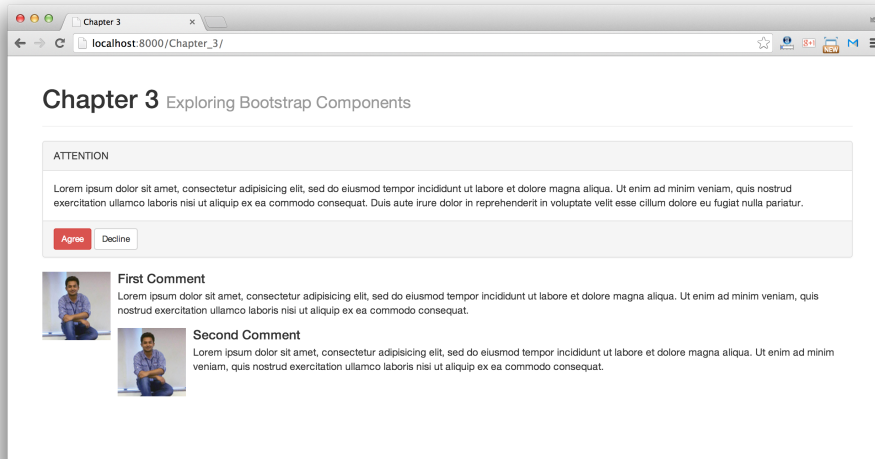 Chapter 3
localhost:8000/Chapter_3/
g+1
NEW
Chapter 3 Exploring Bootstrap Components
ATTENTION
Lorem ipsum dolor sit amet, consectetur adipisicing elit, sed do eiusmod tempor incididunt ut labore et dolore magna aliqua. Ut enim ad minim veniam, quis nostrud
exercitation ullamco laboris nisi ut aliquip ex ea commodo consequat. Duis aute irure dolor in reprehenderit in voluptate velit esse cillum dolore eu fugiat nulla pariatur.
Agree Decline
First Comment
Lorem ipsum dolor sit amet, consectetur adipisicing elit, sed do eiusmod tempor incididunt ut labore et dolore magna aliqua. Ut enim ad minim veniam, quis
nostrud exercitation ullamco laboris nisi ut aliquip ex ea commodo consequat.
Second Comment
Lorem ipsum dolor sit amet, consectetur adipisicing elit, sed do eiusmod tempor incididunt ut labore et dolore magna aliqua. Ut enim ad minim
veniam, quis nostrud exercitation ullamco laboris nisi ut aliquip ex ea commodo consequat.